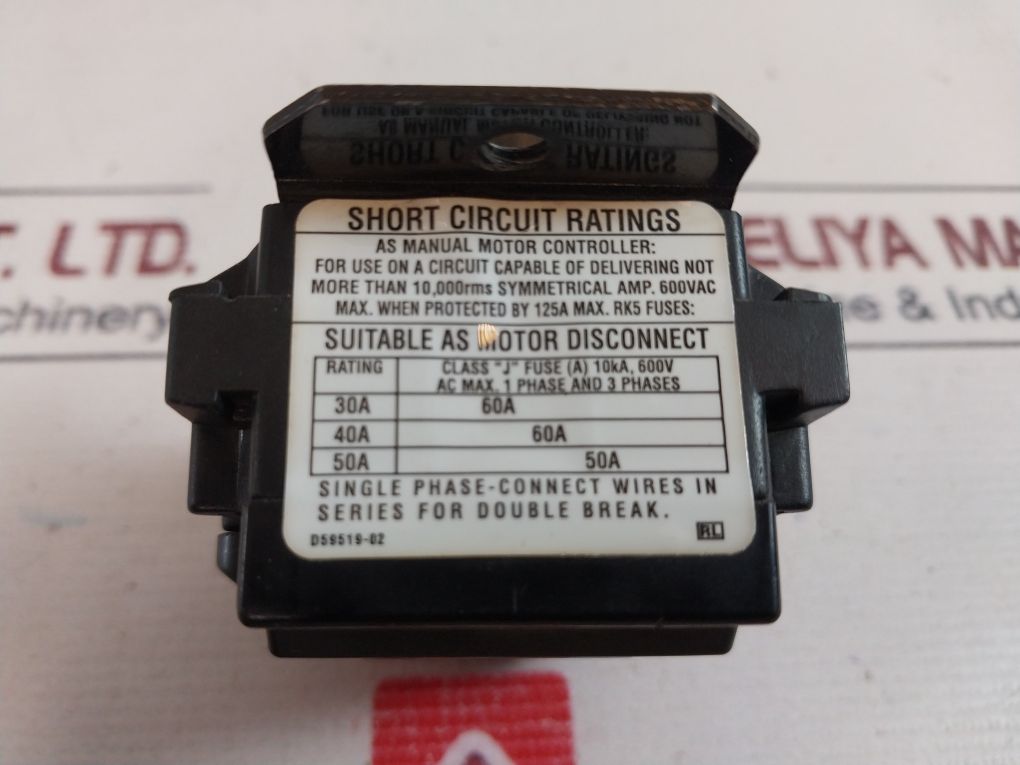 SHORT CIRCUIT RATINGS
AS MANUAL MOTOR CONTROLLER:
FOR USE ON A CIRCUIT CAPABLE OF DELIVERING NOT
MORE THAN 10,000rms SYMMETRICAL AMP. 600VAC
MAX. WHEN PROTECTED BY 125A MAX. RK5 FUSES:
SUITABLE AS MOTOR DISCONNECT
RATING CLASS "J" FUSE (A) 10kA, 600V
AC MAX. 1 PHASE AND 3 PHASES
30A 60A
40A 60A
50A 50A
SINGLE PHASE-CONNECT WIRES IN
SERIES FOR DOUBLE BREAK.
D59519-02 RL
T. LTD.
chinery
ELIYA MA
e & Ind